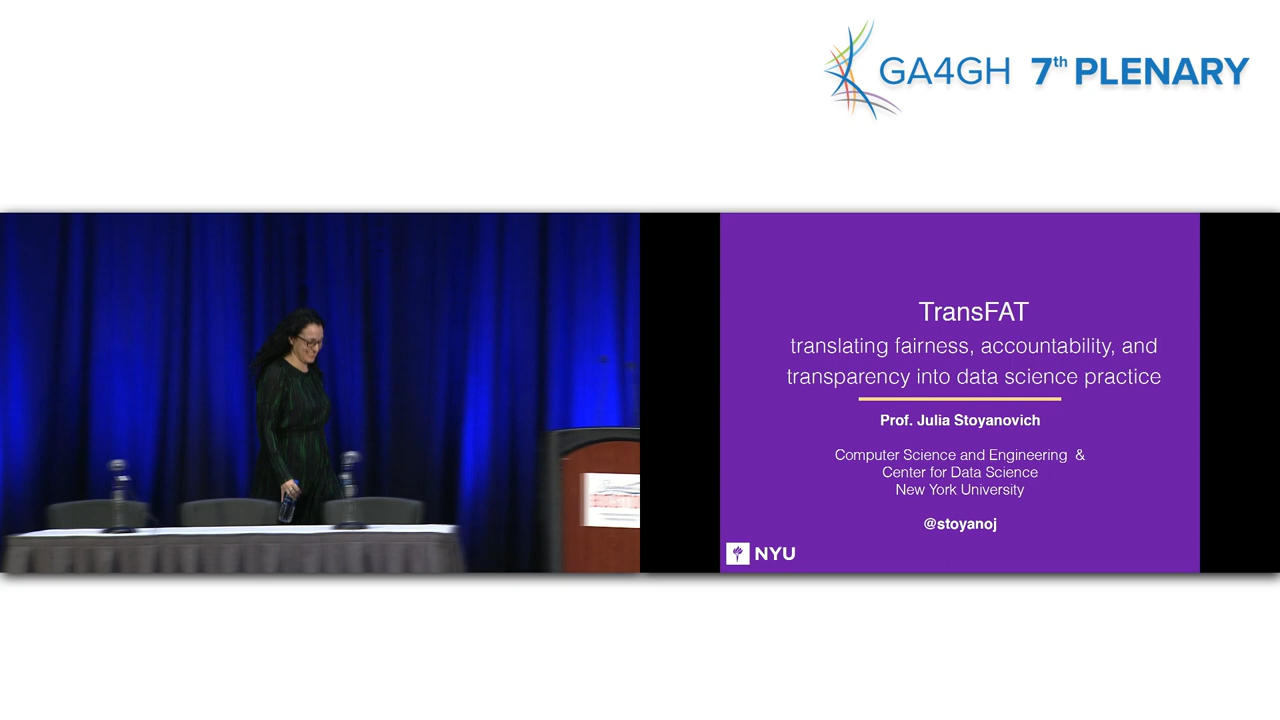 GA4GH 7th PLENARY
TransFAT
translating fairness, accountability, and
transparency into data science practice
Prof. Julia Stoyanovich
Computer Science and Engineering &
Center for Data Science
New York University
@stoyanoj
NYU